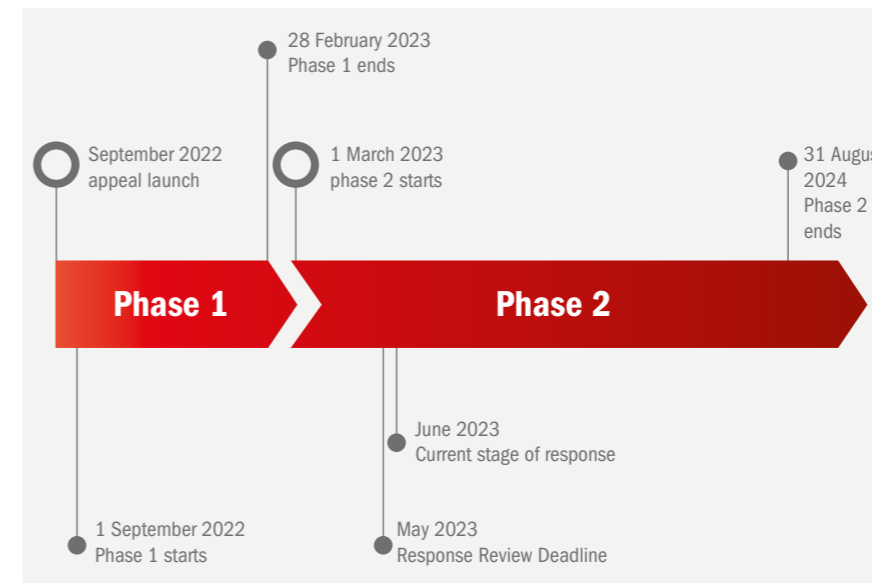 28 February 2023
Phase 1 ends
September 2022
appeal launch
1 March 2023
phase 2 starts
31 Augus
2024
Phase 2
ends
Phase 1
Phase 2
June 2023
Current stage of response
1 September 2022
Phase 1 starts
May 2023
Response Review Deadline